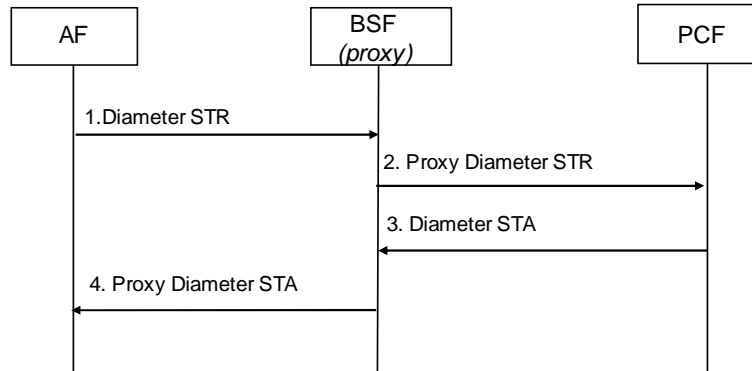 AF
BSF
(proxy)
PCF
1.Diameter STR
2. Proxy Diameter STR
3. Diameter STA
4. Proxy Diameter STA